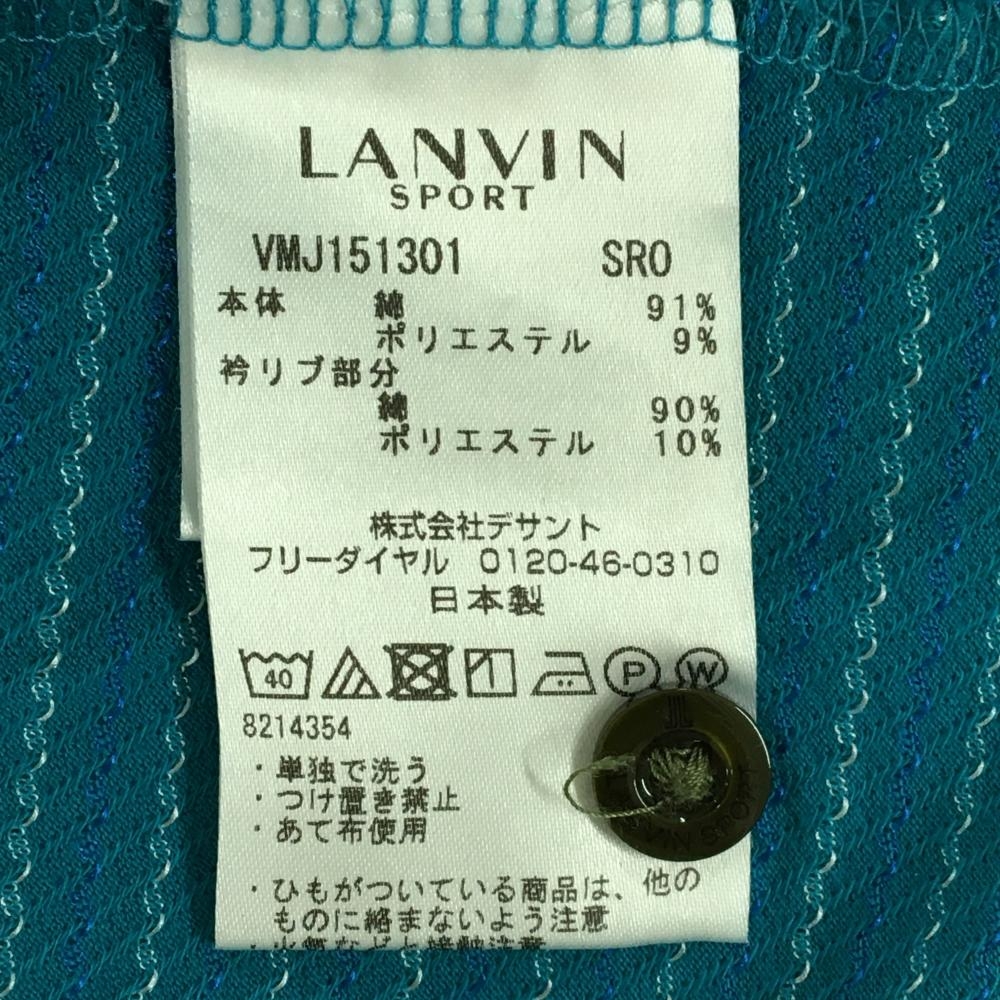 LANVIN
SPORT
VMJ151301 SR0
本体 綿 91%
ポリエステル 9%
衿リブ部分
綿 90%
ポリエステル 10%
株式会社デサント
フリーダイヤル 0120-46-0310
日本製
40 P W
8214354
・単独で洗う
・つけ置き禁止
・あて布使用
・ひもがついている商品は、他の
ものに絡まないよう注意